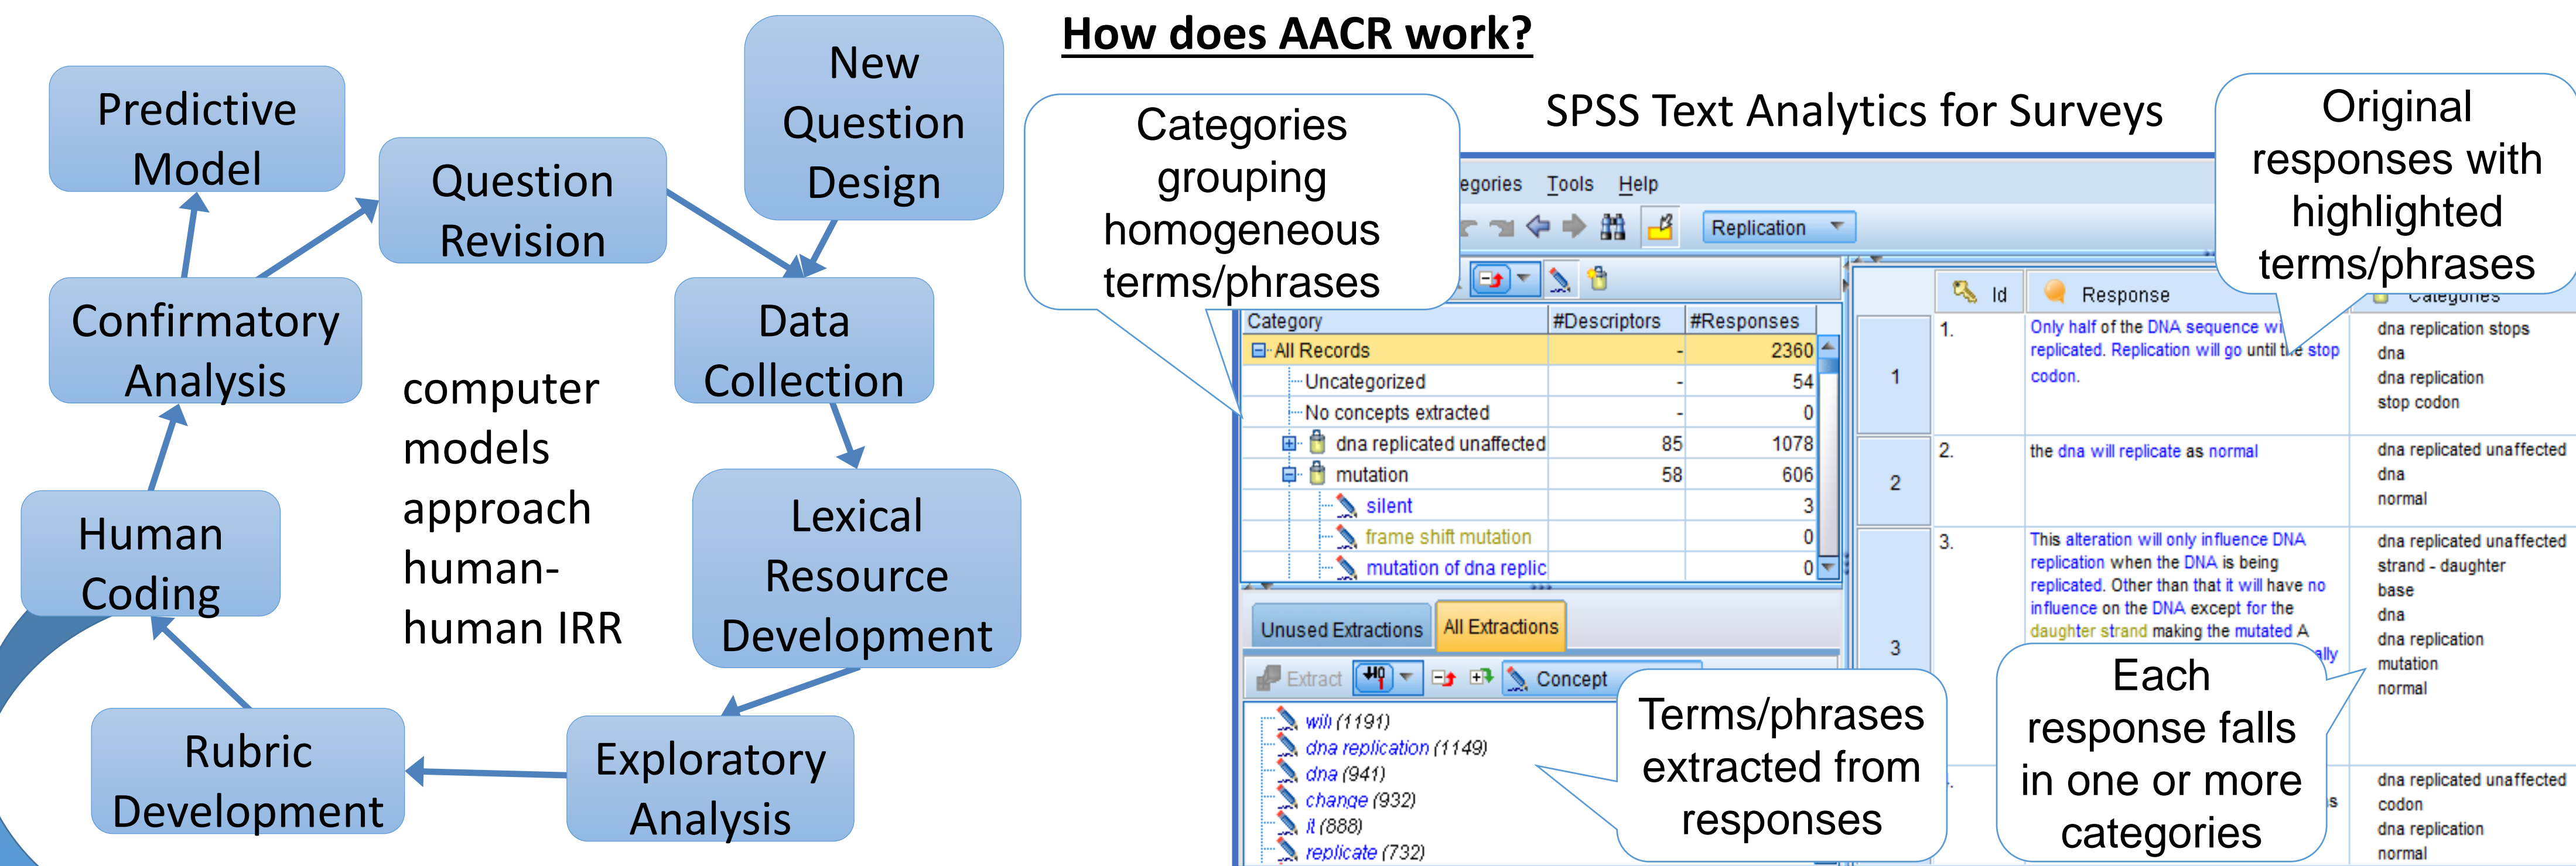 How does AACR work?
Predictive
Model
Question
Revision
New
Question
Design
Confirmatory
Analysis
Data
Collection
computer
models
approach
human-
human IRR
Human
Coding
Lexical
Resource
Development
Rubric
Development
Exploratory
Analysis
SPSS Text Analytics for Surveys
Categories
grouping
homogeneous
terms/phrases
Original
responses with
highlighted
terms/phrases
egories Tools Help
Replication
Category #Descriptors #Responses
All Records - 2360
Uncategorized - 54
No concepts extracted - 0
dna replicated unaffected 85 1078
mutation 58 606
silent 3
frame shift mutation 0
mutation of dna replic 0
Unused Extractions All Extractions
Extract Concept
will (1191)
dna replication (1149)
dna (941)
change (932)
it (888)
replicate (732)
Terms/phrases
extracted from
responses
Id Response Categories
1 1.
Only half of the DNA sequence wi
replicated. Replication will go until the stop
codon.
dna replication stops
dna
dna replication
stop codon
2 2.
the dna will replicate as normal
dna replicated unaffected
dna
normal
3 3.
This alteration will only influence DNA
replication when the DNA is being
replicated. Other than that it will have no
influence on the DNA except for the
daughter strand making the mutated A
ally
dna replicated unaffected
strand - daughter
base
dna
dna replication
mutation
normal
Each
response falls
in one or more
categories
s
dna replicated unaffected
codon
dna replication
normal